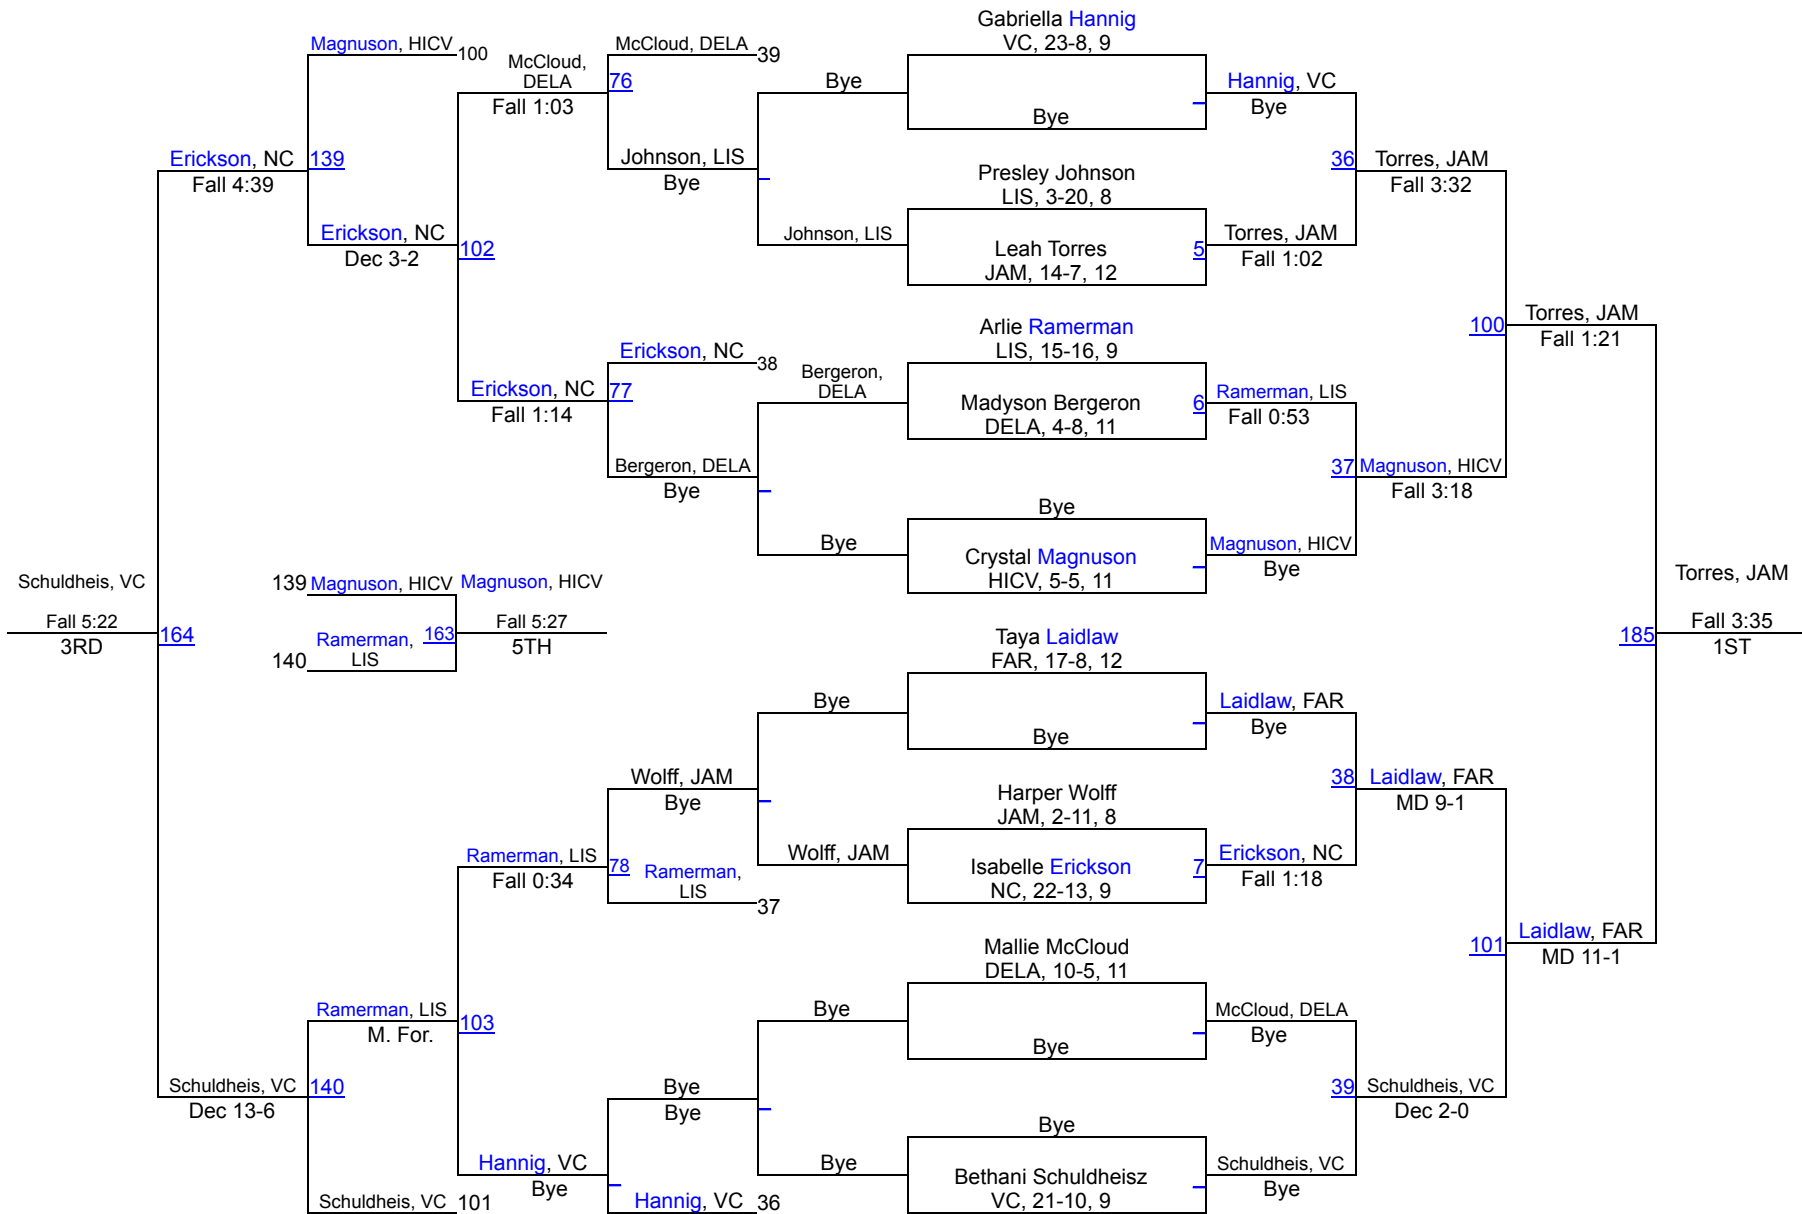 Gabriella Hannig
VC, 23-8, 9
Magnuson, HICV 100
McCloud, DELA
Fall 1:03
McCloud, DELA 39
76
Bye
Bye
Hannig, VC
Bye
Erickson, NC
Fall 4:39
139
Johnson, LIS
Bye
Presley Johnson
LIS, 3-20, 8
36
Torres, JAM
Fall 3:32
Erickson, NC
Dec 3-2
102
Johnson, LIS
Leah Torres
JAM, 14-7, 12
5
Torres, JAM
Fall 1:02
Arlie Ramerman
LIS, 15-16, 9
100
Torres, JAM
Fall 1:21
Erickson, NC 38
Erickson, NC
Fall 1:14
77
Bergeron, DELA
Madyson Bergeron
DELA, 4-8, 11
6
Ramerman, LIS
Fall 0:53
Bergeron, DELA
Bye
37
Magnuson, HICV
Fall 3:18
Bye
Bye
Crystal Magnuson
HICV, 5-5, 11
Magnuson, HICV
Bye
Schuldheis, VC
Fall 5:22
3RD
164
139 Magnuson, HICV
140 Ramerman, LIS
163
Magnuson, HICV
Fall 5:27
5TH
Torres, JAM
Fall 3:35
1ST
185
Taya Laidlaw
FAR, 17-8, 12
Bye
Bye
Laidlaw, FAR
Bye
Wolff, JAM
Bye
Harper Wolff
JAM, 2-11, 8
38
Laidlaw, FAR
MD 9-1
Ramerman, LIS
Fall 0:34
78
Ramerman, LIS
37
Wolff, JAM
Isabelle Erickson
NC, 22-13, 9
7
Erickson, NC
Fall 1:18
Mallie McCloud
DELA, 10-5, 11
101
Laidlaw, FAR
MD 11-1
Ramerman, LIS
M. For.
103
Bye
Bye
McCloud, DELA
Bye
Schuldheis, VC
Dec 13-6
140
Bye
Bye
39
Schuldheis, VC
Dec 2-0
Bye
Hannig, VC
Bye
Bye
Bethani Schuldheisz
VC, 21-10, 9
Schuldheis, VC
Bye
Schuldheis, VC 101
Hannig, VC 36